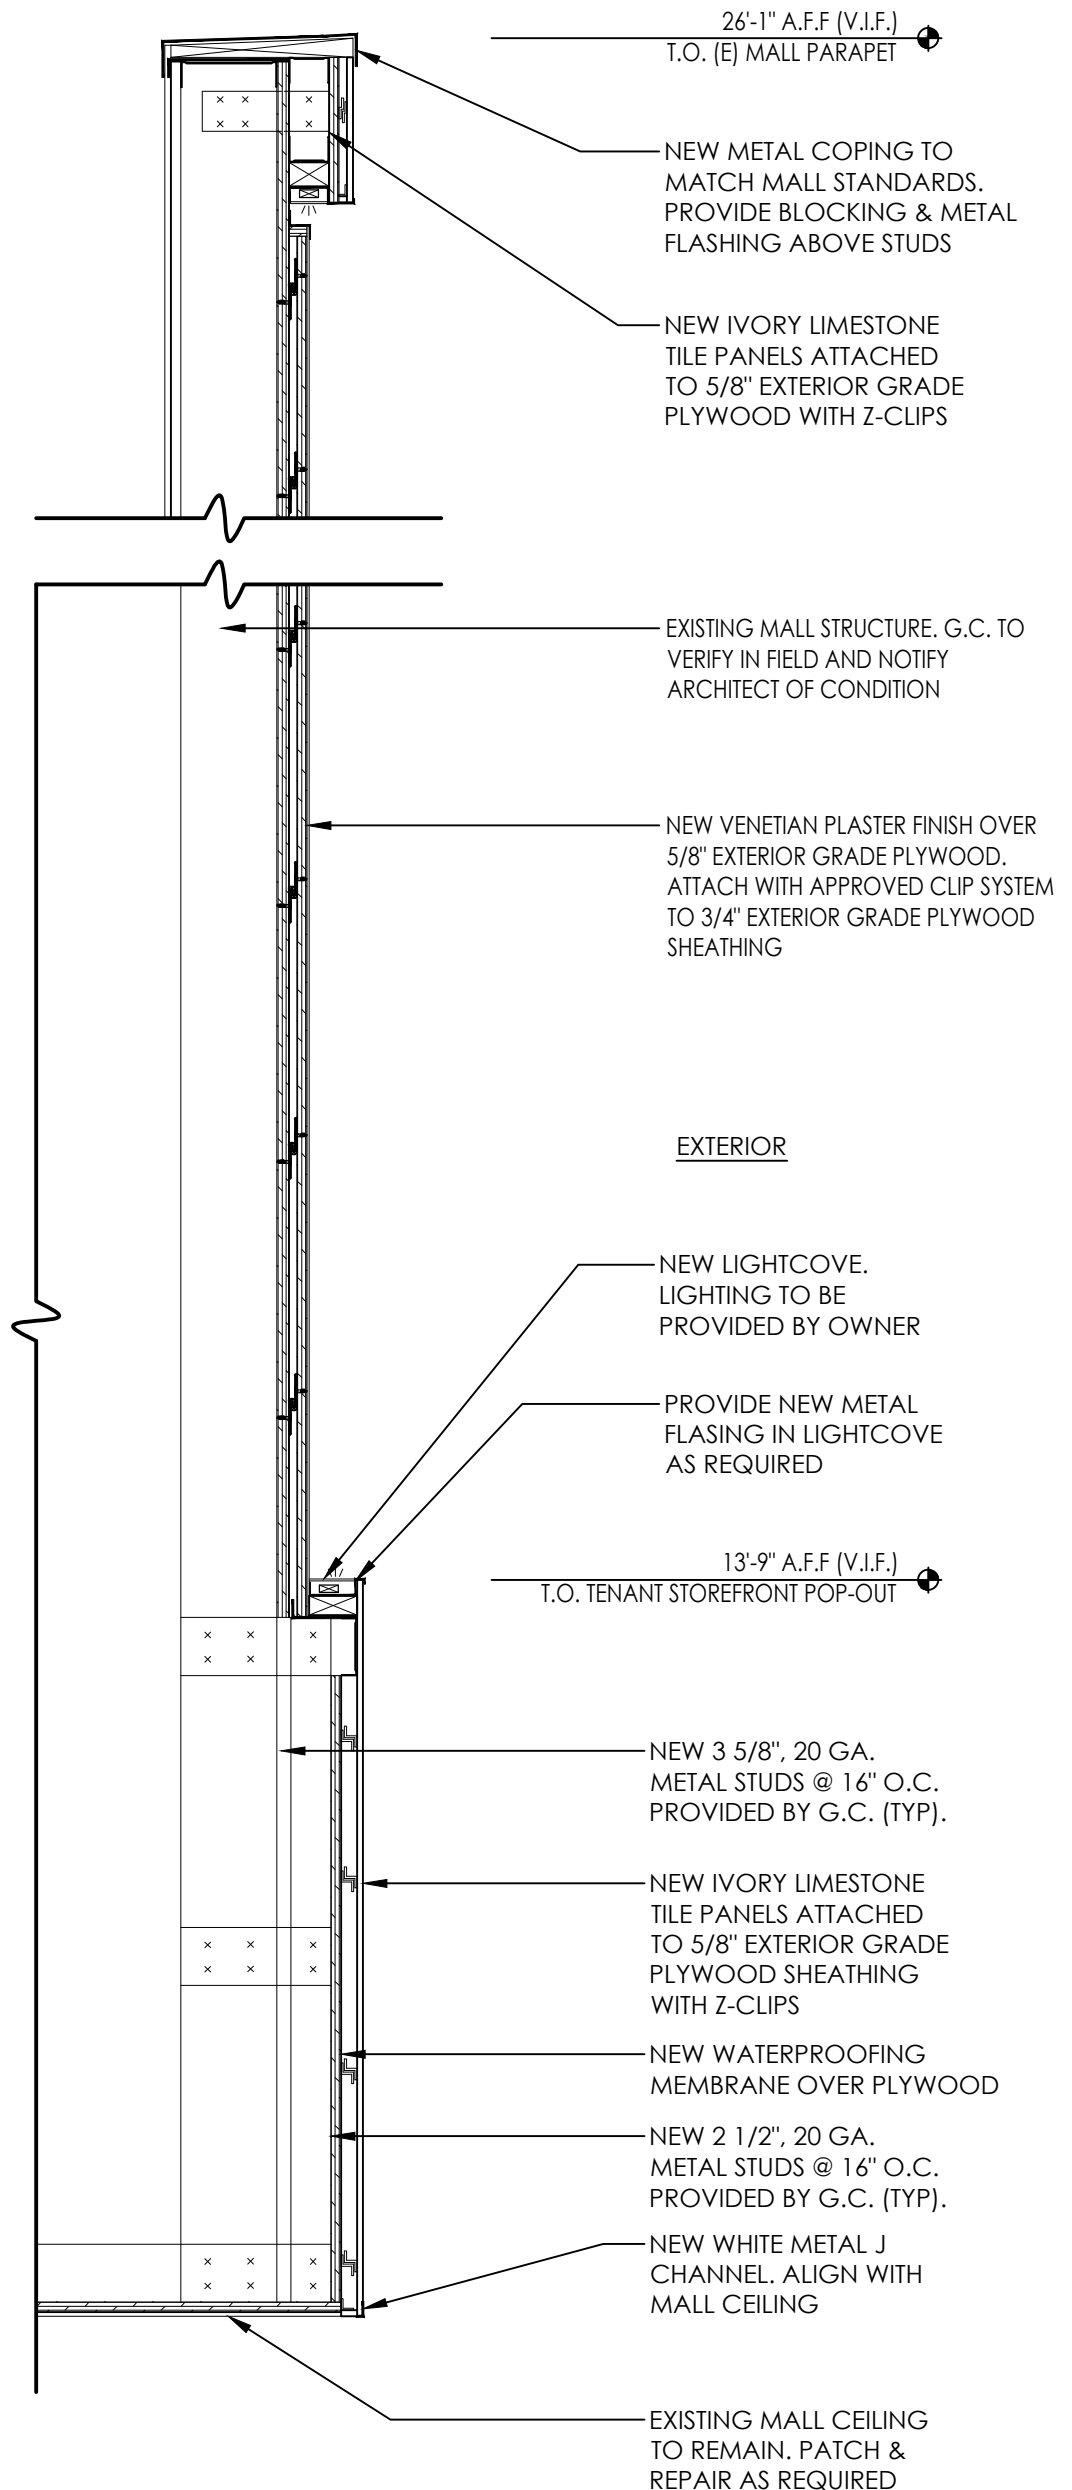 26'-1" A.F.F (V.I.F.)
T.O. (E) MALL PARAPET
NEW METAL COPING TO
MATCH MALL STANDARDS.
PROVIDE BLOCKING & METAL
FLASHING ABOVE STUDS
NEW IVORY LIMESTONE
TILE PANELS ATTACHED
TO 5/8" EXTERIOR GRADE
PLYWOOD WITH Z-CLIPS
EXISTING MALL STRUCTURE. G.C. TO
VERIFY IN FIELD AND NOTIFY
ARCHITECT OF CONDITION
NEW VENETIAN PLASTER FINISH OVER
5/8" EXTERIOR GRADE PLYWOOD.
ATTACH WITH APPROVED CLIP SYSTEM
TO 3/4" EXTERIOR GRADE PLYWOOD
SHEATHING
EXTERIOR
NEW LIGHTCOVE.
LIGHTING TO BE
PROVIDED BY OWNER
PROVIDE NEW METAL
FLASING IN LIGHTCOVE
AS REQUIRED
13'-9" A.F.F (V.I.F.)
T.O. TENANT STOREFRONT POP-OUT
NEW 3 5/8", 20 GA.
METAL STUDS @ 16" O.C.
PROVIDED BY G.C. (TYP).
NEW IVORY LIMESTONE
TILE PANELS ATTACHED
TO 5/8" EXTERIOR GRADE
PLYWOOD SHEATHING
WITH Z-CLIPS
NEW WATERPROOFING
MEMBRANE OVER PLYWOOD
NEW 2 1/2", 20 GA.
METAL STUDS @ 16" O.C.
PROVIDED BY G.C. (TYP).
NEW WHITE METAL J
CHANNEL. ALIGN WITH
MALL CEILING
EXISTING MALL CEILING
TO REMAIN. PATCH &
REPAIR AS REQUIRED